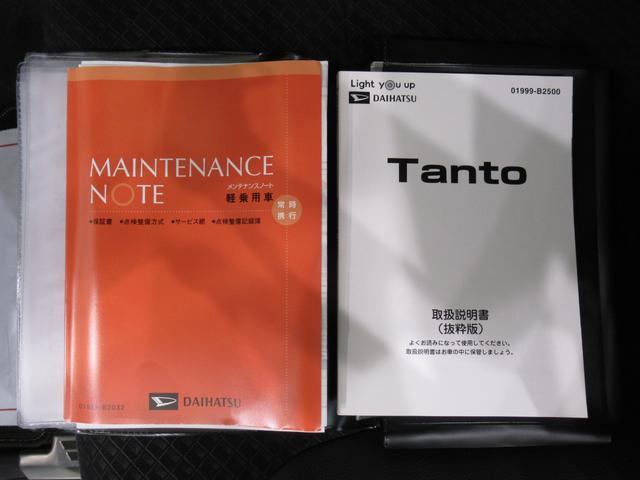 MAINTENANCE
NOTE
メンテナンスノート
軽乗用車
常時
携行
●保証書 ●点検整備方式 ●サービス網 ●点検整備記録簿
01999-B2032
DAIHATSU
Light you up
DAIHATSU
01999-B2500
Tanto
取扱説明書
(抜粋版)
よくお読みになって使用してください。
取扱説明書はお車の中に保管しましょう。